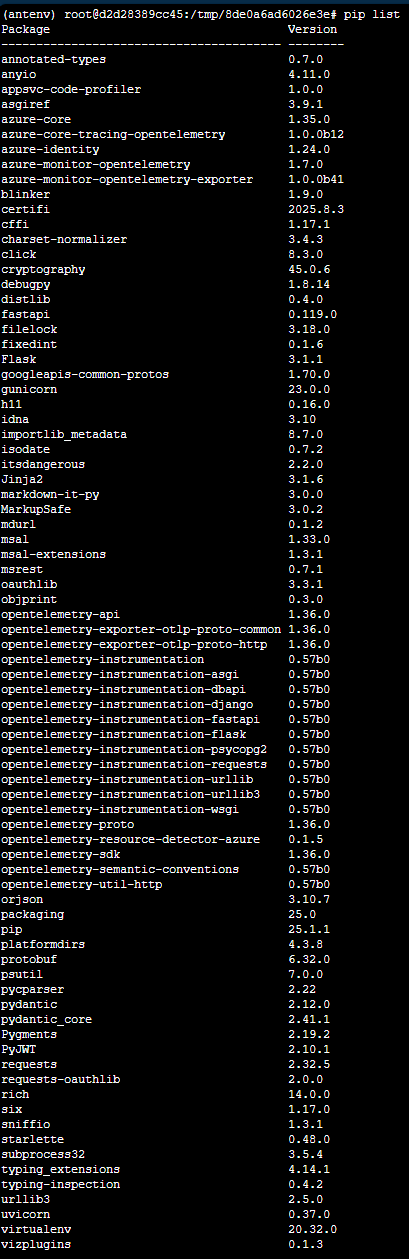 (antenv) root@d2d28389cc45:/tmp/8de0a6ad6026e3e# pip list
Package                                  Version
---------------------------------------- ---------
annotated-types                          0.7.0
anyio                                    4.11.0
appsvc-code-profiler                     1.0.0
asgiref                                  3.9.1
azure-core                               1.35.0
azure-core-tracing-opentelemetry         1.0.0b12
azure-identity                           1.24.0
azure-monitor-opentelemetry              1.7.0
azure-monitor-opentelemetry-exporter     1.0.0b41
blinker                                  1.9.0
certifi                                  2025.8.3
cffi                                     1.17.1
charset-normalizer                       3.4.3
click                                    8.3.0
cryptography                             45.0.6
debugpy                                  1.8.14
distlib                                  0.4.0
fastapi                                  0.119.0
filelock                                 3.18.0
fixedint                                 0.1.6
Flask                                    3.1.1
googleapis-common-protos                 1.70.0
gunicorn                                 23.0.0
h11                                      0.16.0
idna                                     3.10
importlib_metadata                       8.7.0
isodate                                  0.7.2
itsdangerous                             2.2.0
Jinja2                                   3.1.6
markdown-it-py                           3.0.0
MarkupSafe                               3.0.2
mdurl                                    0.1.2
msal                                     1.33.0
msal-extensions                          1.3.1
msrest                                   0.7.1
oauthlib                                 3.3.1
objprint                                 0.3.0
opentelemetry-api                        1.36.0
opentelemetry-exporter-otlp-proto-common 1.36.0
opentelemetry-exporter-otlp-proto-http   1.36.0
opentelemetry-instrumentation            0.57b0
opentelemetry-instrumentation-asgi       0.57b0
opentelemetry-instrumentation-dbapi      0.57b0
opentelemetry-instrumentation-django     0.57b0
opentelemetry-instrumentation-fastapi    0.57b0
opentelemetry-instrumentation-flask      0.57b0
opentelemetry-instrumentation-psycopg2   0.57b0
opentelemetry-instrumentation-requests   0.57b0
opentelemetry-instrumentation-urllib     0.57b0
opentelemetry-instrumentation-urllib3    0.57b0
opentelemetry-instrumentation-wsgi       0.57b0
opentelemetry-proto                      1.36.0
opentelemetry-resource-detector-azure    0.1.5
opentelemetry-sdk                        1.36.0
opentelemetry-semantic-conventions       0.57b0
opentelemetry-util-http                  0.57b0
orjson                                   3.10.7
packaging                                25.0
pip                                      25.1.1
platformdirs                             4.3.8
protobuf                                 6.32.0
psutil                                   7.0.0
pycparser                                2.22
pydantic                                 2.12.0
pydantic_core                            2.41.1
Pygments                                 2.19.2
PyJWT                                    2.10.1
requests                                 2.32.5
requests-oauthlib                        2.0.0
rich                                     14.0.0
six                                      1.17.0
sniffio                                  1.3.1
starlette                                0.48.0
subprocess32                             3.5.4
typing_extensions                        4.14.1
typing-inspection                        0.4.2
urllib3                                  2.5.0
uvicorn                                  0.37.0
virtualenv                               20.32.0
vizplugins                               0.1.3